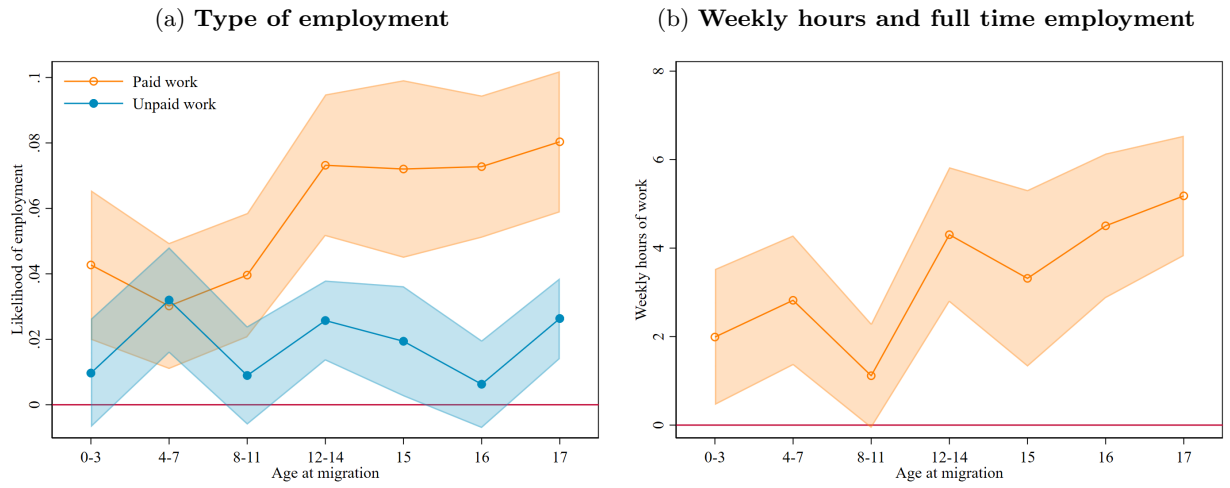 (a) Type of employment
Paid work
Unpaid work
Likelihood of employment
.1
.08
.06
.04
.02
0
0-3 4-7 8-11 12-14 15 16 17
Age at migration
(b) Weekly hours and full time employment
Weekly hours of work
8
6
4
2
0
0-3 4-7 8-11 12-14 15 16 17
Age at migration